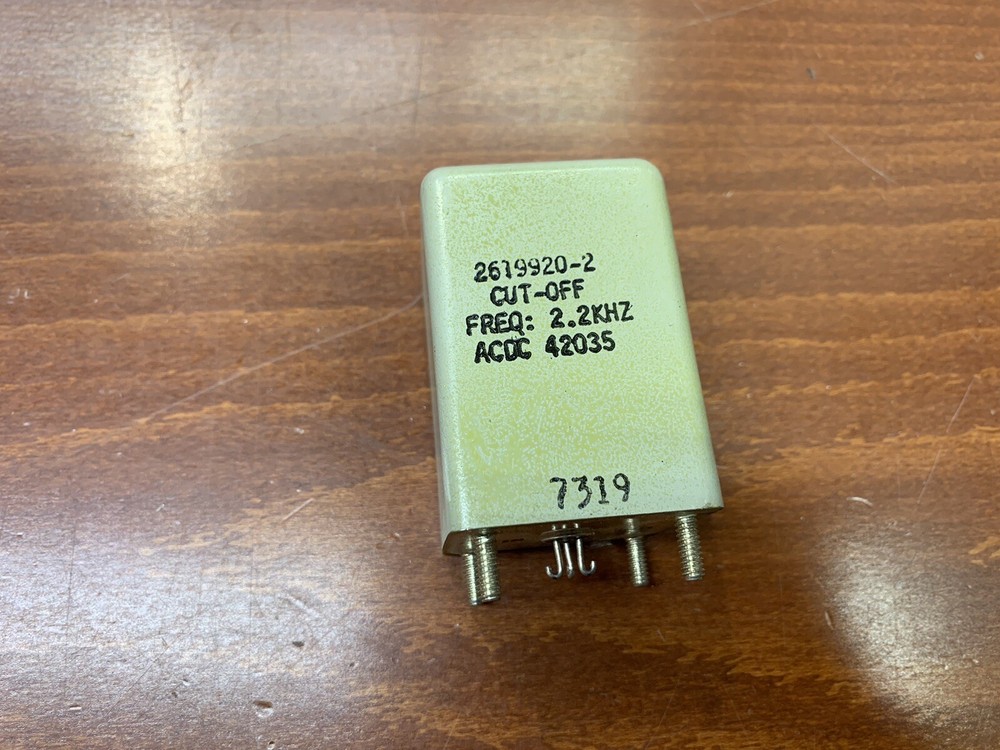 2619920-2
CUT-OFF
FREQ: 2.2KHZ
ACDC 42035
7319